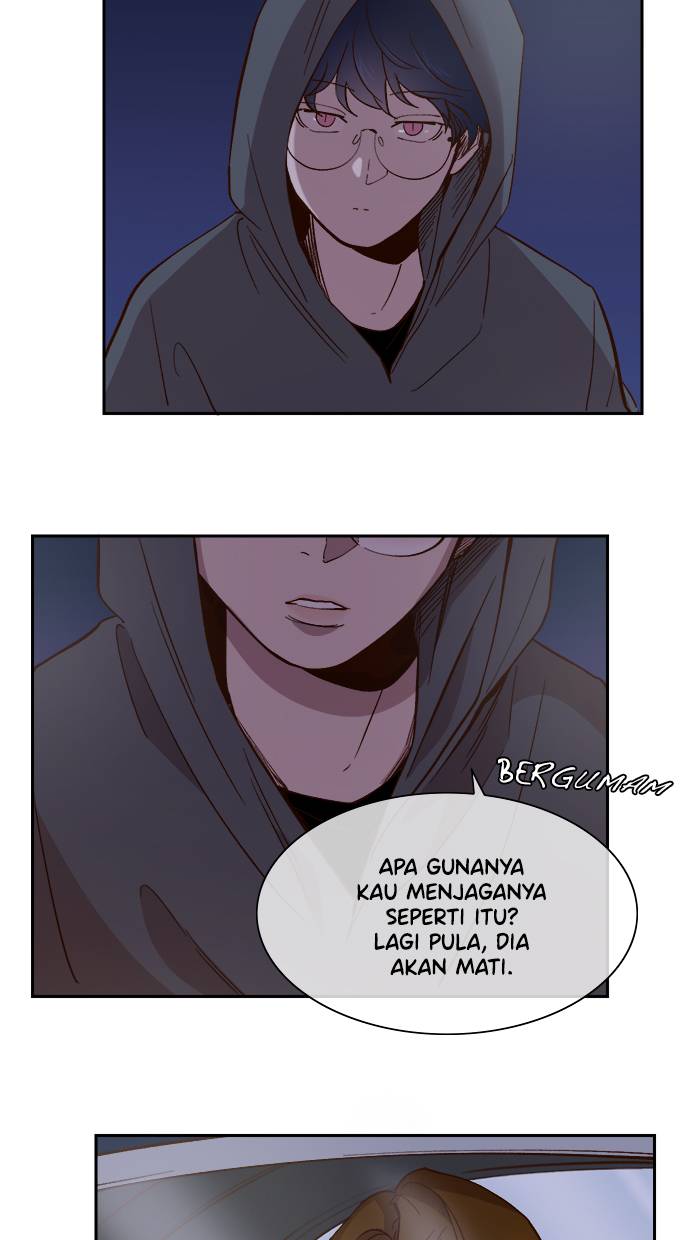 BERGUMAM
APA GUNANYA
KAU MENJAGANYA
SEPERTI ITU?
LAGI PULA, DIA
AKAN MATI.